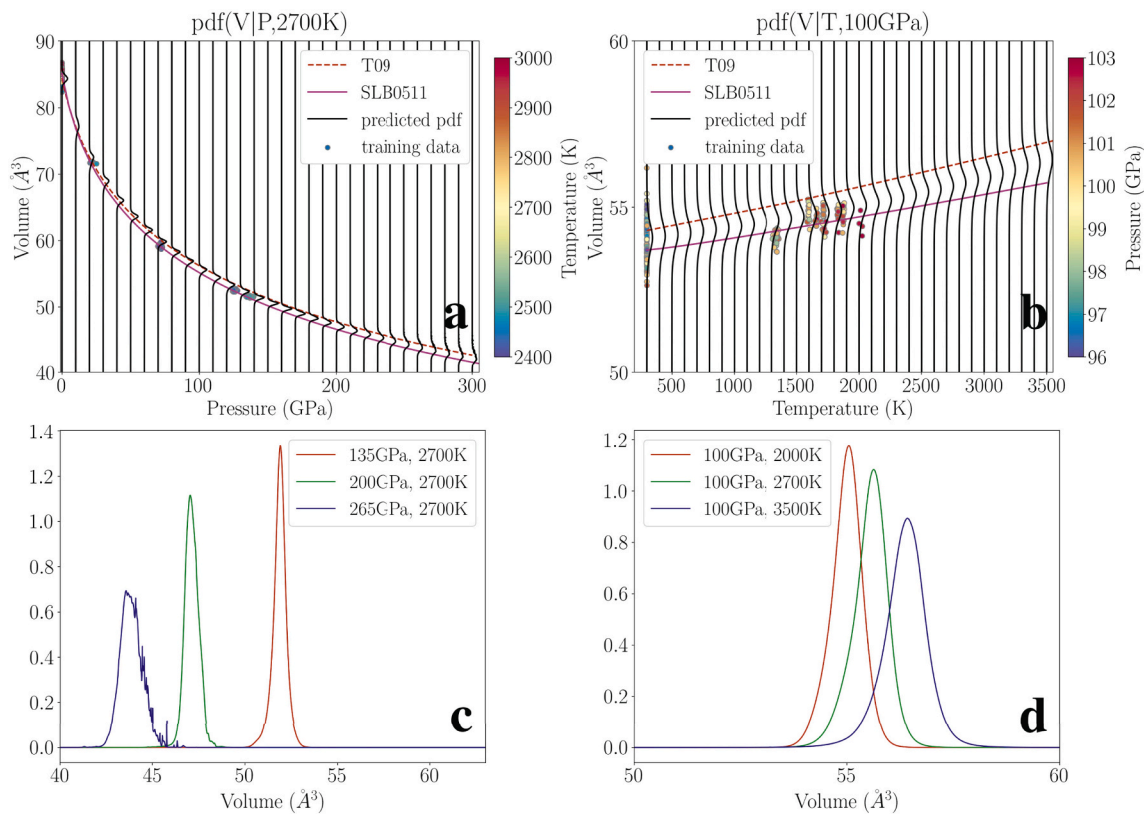 pdf(V|P,2700K)
90
80
70
60
50
40
Volume (Å³)
0
100
200
300
Pressure (GPa)
T09
SLB0511
predicted pdf
training data
a
3000
2900
2800
2700
2600
2500
2400
Temperature (K)
pdf(V|T,100GPa)
60
55
50
Volume (Å³)
500
1000
1500
2000
2500
3000
3500
Temperature (K)
T09
SLB0511
predicted pdf
training data
b
103
102
101
100
99
98
97
96
Pressure (GPa)
1.4
1.2
1.0
0.8
0.6
0.4
0.2
0.0
40
45
50
55
60
Volume (Å³)
135GPa, 2700K
200GPa, 2700K
265GPa, 2700K
c
1.2
1.0
0.8
0.6
0.4
0.2
0.0
50
55
60
Volume (Å³)
100GPa, 2000K
100GPa, 2700K
100GPa, 3500K
d